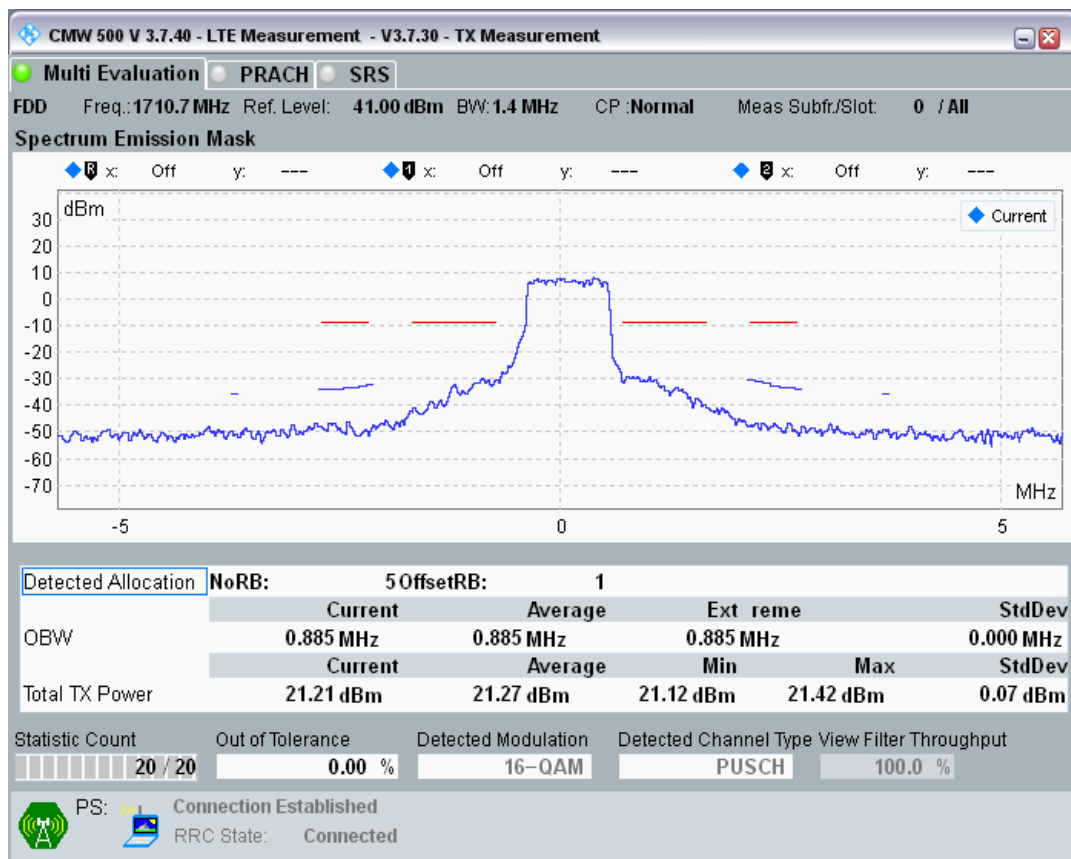 CMW 500 V 3.7.40 - LTE Measurement - V3.7.30 - TX Measurement
Multi Evaluation PRACH SRS
FDD Freq.: 1710.7 MHz Ref. Level: 41.00 dBm BW: 1.4 MHz CP :Normal Meas Subfr./Slot: 0 / All
Spectrum Emission Mask
R x: Off y: --- 1 x: Off y: --- 2 x: Off y: ---
dBm
Current
30
20
10
0
-10
-20
-30
-40
-50
-60
-70
MHz
-5 0 5
Detected Allocation NoRB: 5 OffsetRB: 1
Current Average Ext reme StdDev
OBW 0.885 MHz 0.885 MHz 0.885 MHz 0.000 MHz
Current Average Min Max StdDev
Total TX Power 21.21 dBm 21.27 dBm 21.12 dBm 21.42 dBm 0.07 dBm
Statistic Count Out of Tolerance Detected Modulation Detected Channel Type View Filter Throughput
20 / 20 0.00 % 16-QAM PUSCH 100.0 %
PS: Connection Established
RRC State: Connected